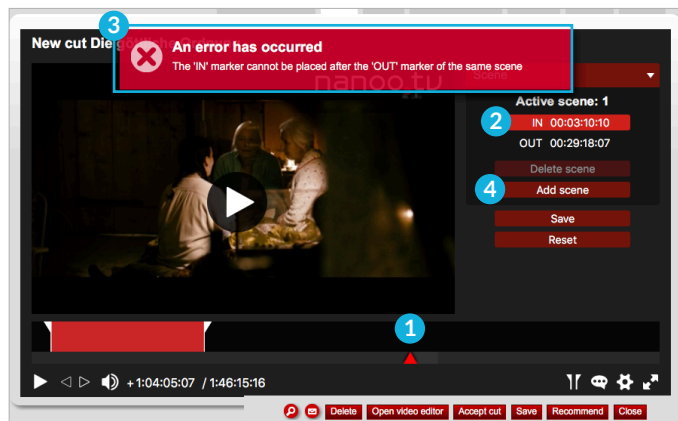 3
New cut Die göttliche Ordnung
An error has occurred
The 'IN' marker cannot be placed after the 'OUT' marker of the same scene
nanoo.tv
Scene
Active scene: 1
2
IN 00:03:10:10
OUT 00:29:18:07
Delete scene
4
Add scene
Save
Reset
1
+1:04:05:07 / 1:46:15:16
Delete Open video editor Accept cut Save Recommend Close